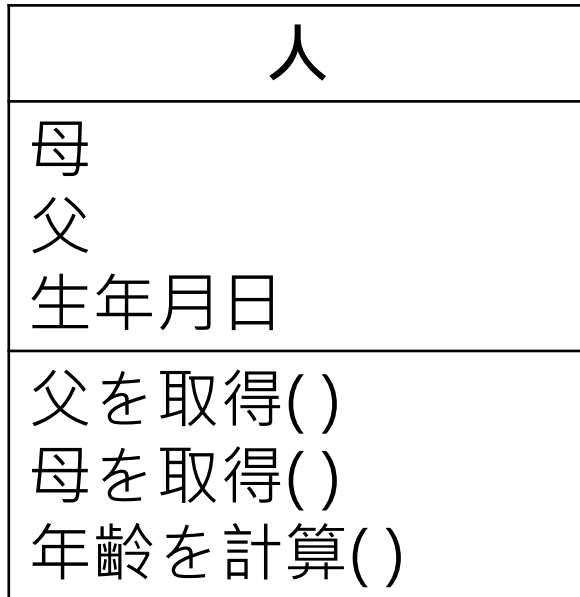 人
母
父
生年月日
父を取得( )
母を取得( )
年齢を計算( )